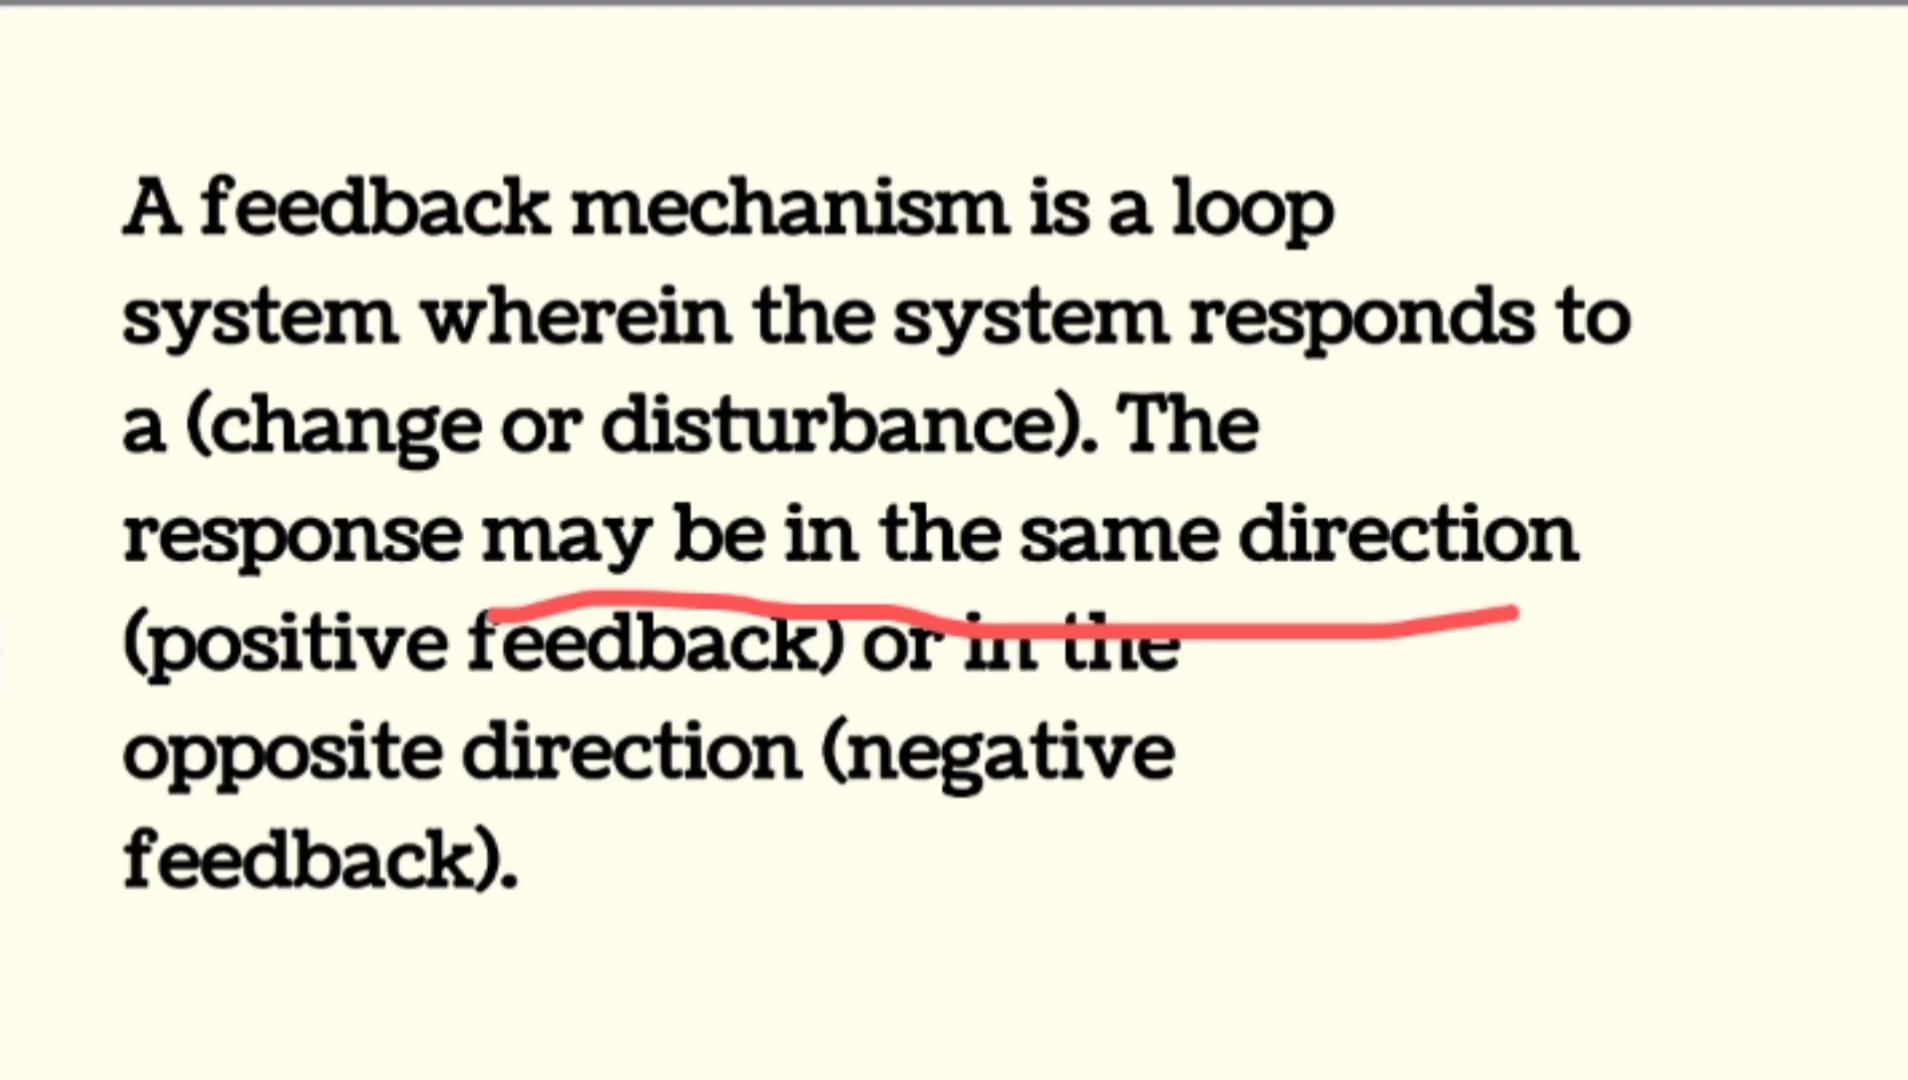 A feedback mechanism is a loop
system wherein the system responds to
a (change or disturbance). The
response may be in the same direction
(positive feedback) or in the
opposite direction (negative
feedback).